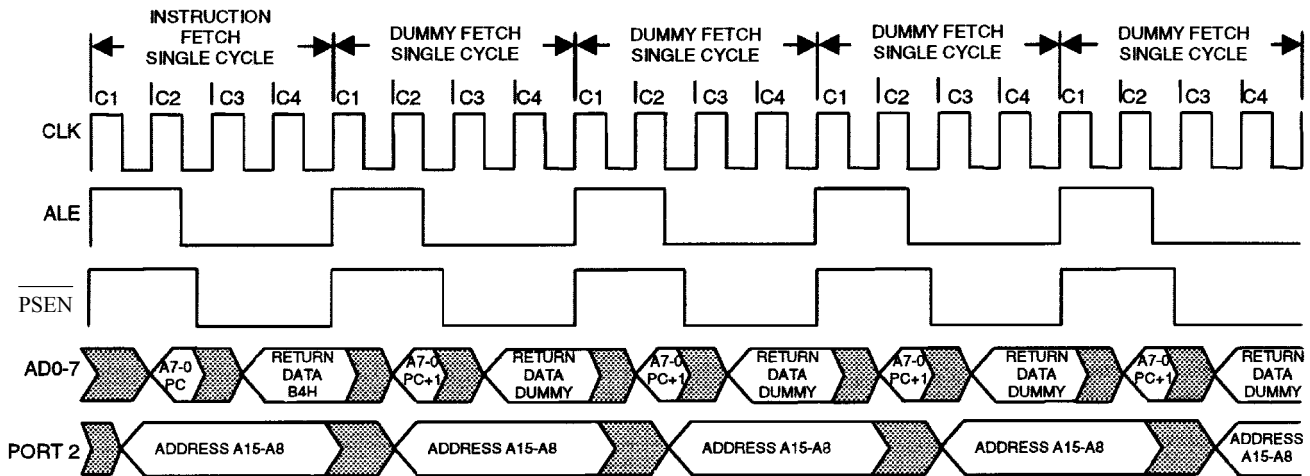 INSTRUCTION
FETCH
SINGLE CYCLE
DUMMY FETCH
SINGLE CYCLE
DUMMY FETCH
SINGLE CYCLE
DUMMY FETCH
SINGLE CYCLE
DUMMY FETCH
SINGLE CYCLE
C1 C2 C3 C4 C1 C2 C3 C4 C1 C2 C3 C4 C1 C2 C3 C4 C1 C2 C3 C4
CLK
ALE
PSEN
AD0-7
A7-0
PC
RETURN
DATA
B4H
A7-0
PC+1
RETURN
DATA
DUMMY
A7-0
PC+1
RETURN
DATA
DUMMY
A7-0
PC+1
RETURN
DATA
DUMMY
A7-0
PC+1
RETURN
DATA
DUMMY
PORT 2
ADDRESS A15-A8
ADDRESS A15-A8
ADDRESS A15-A8
ADDRESS A15-A8
ADDRESS
A15-A8